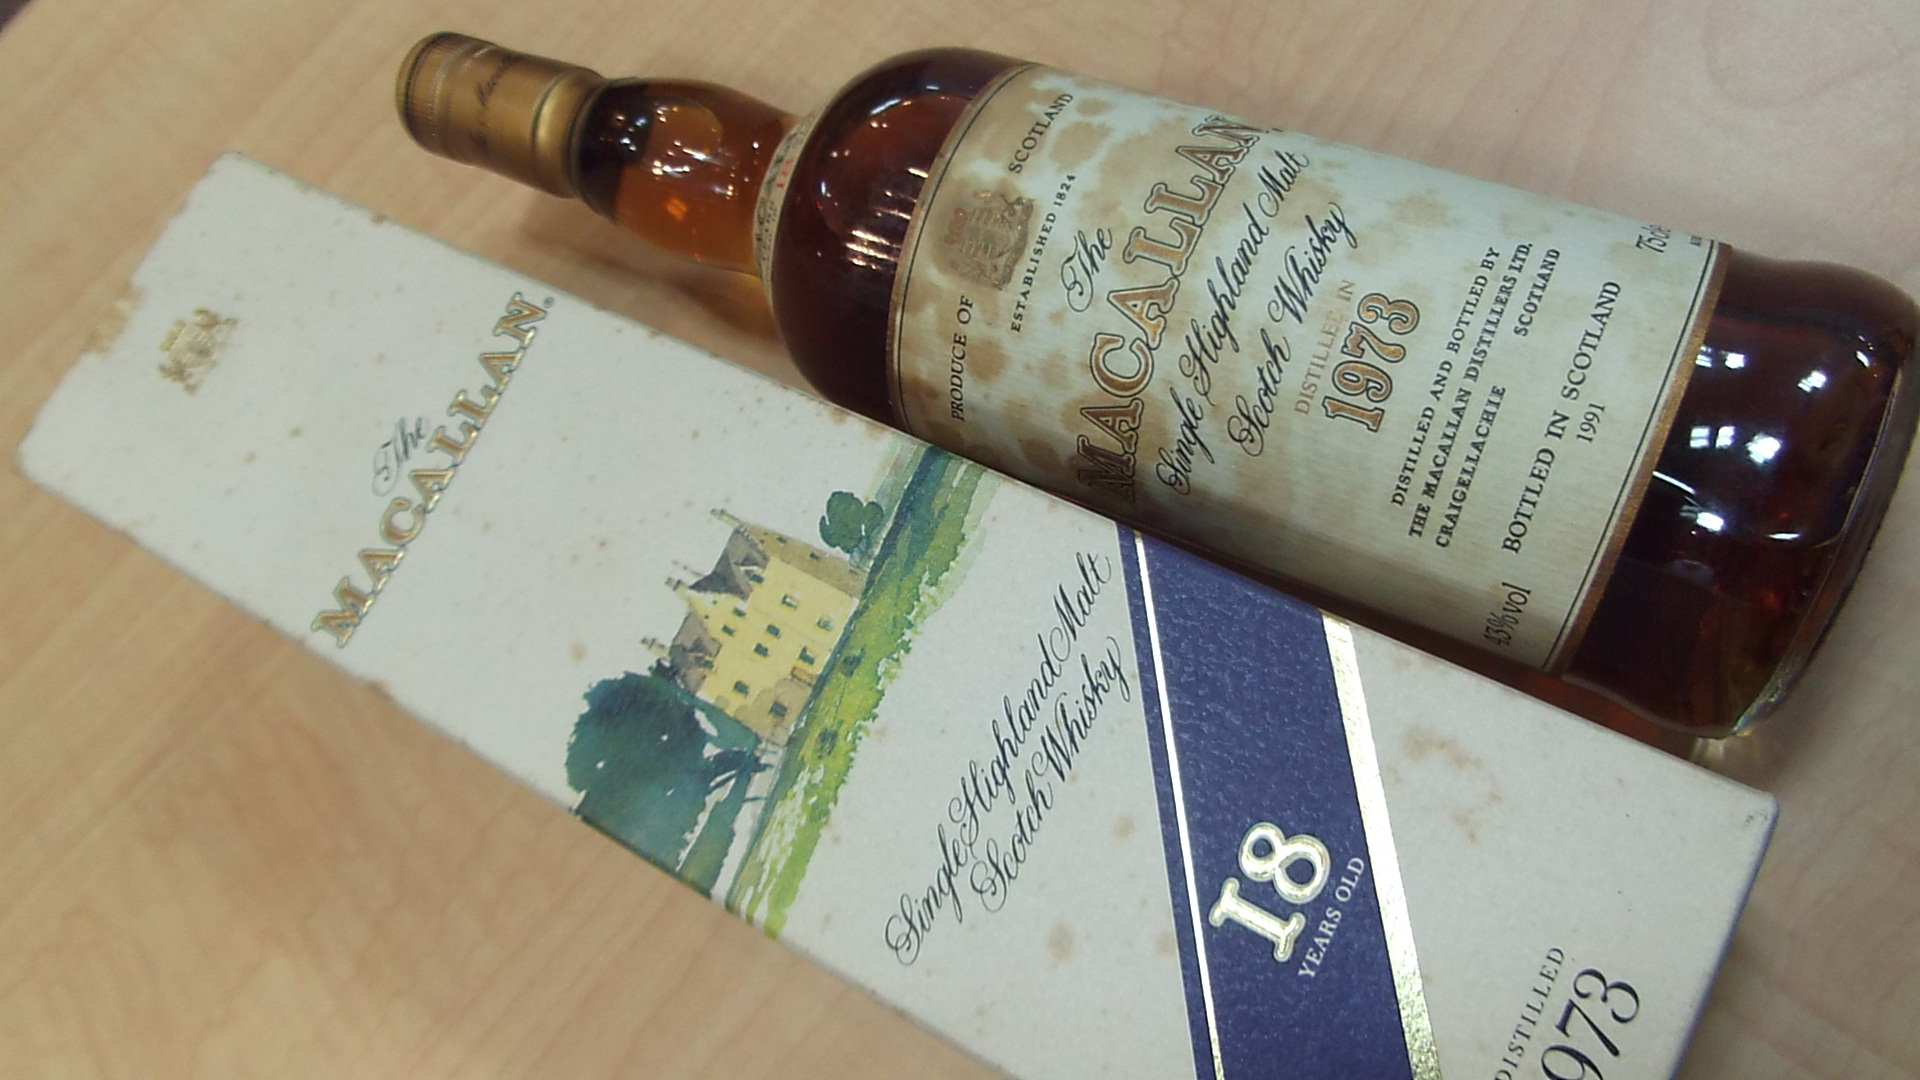 The
MACALLAN®
Single Highland Malt
Scotch Whisky
18
YEARS OLD
DISTILLED
1973
PRODUCE OF SCOTLAND
ESTABLISHED 1824
The
MACALLAN
Single Highland Malt
Scotch Whisky
DISTILLED IN
1973
DISTILLED AND BOTTLED BY
THE MACALLAN DISTILLERS LTD,
CRAIGELLACHIE SCOTLAND
BOTTLED IN SCOTLAND
1991
43%vol 75cl